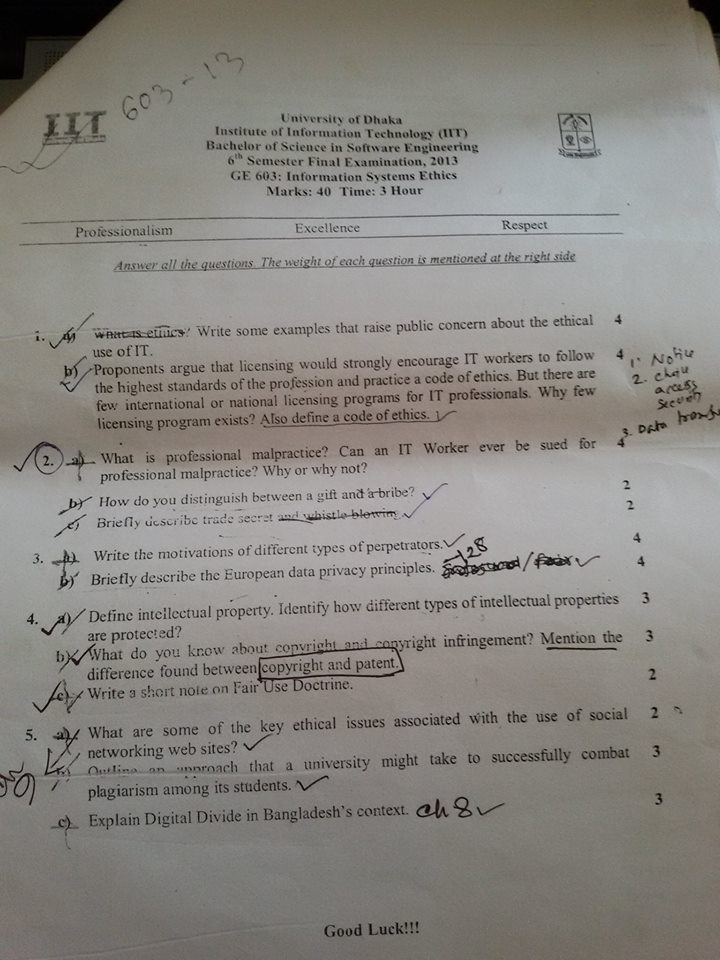 603-13
IIT
University of Dhaka
Institute of Information Technology (IIT)
Bachelor of Science in Software Engineering
6th Semester Final Examination, 2013
GE 603: Information Systems Ethics
Marks: 40 Time: 3 Hour
Professionalism Excellence Respect
Answer all the questions. The weight of each question is mentioned at the right side
1. a) What is ethics? Write some examples that raise public concern about the ethical 4
use of IT.
b) Proponents argue that licensing would strongly encourage IT workers to follow 4 1. Notice
the highest standards of the profession and practice a code of ethics. But there are 2.
few international or national licensing programs for IT professionals. Why few access
licensing program exists? Also define a code of ethics.
3. Data
2. a) What is professional malpractice? Can an IT Worker ever be sued for 4
professional malpractice? Why or why not?
b) How do you distinguish between a gift and a bribe? 2
c) Briefly describe trade secret and whistle blowing. 2
3. a) Write the motivations of different types of perpetrators. 4
128
b) Briefly describe the European data privacy principles. 4
4. a) Define intellectual property. Identify how different types of intellectual properties 3
are protected?
b) What do you know about copyright and copyright infringement? Mention the 3
difference found between copyright and patent.
c) Write a short note on Fair Use Doctrine. 2
5. a) What are some of the key ethical issues associated with the use of social 2
networking web sites?
b) Outline an approach that a university might take to successfully combat 3
plagiarism among its students.
c) Explain Digital Divide in Bangladesh's context. ch 8 3
Good Luck!!!